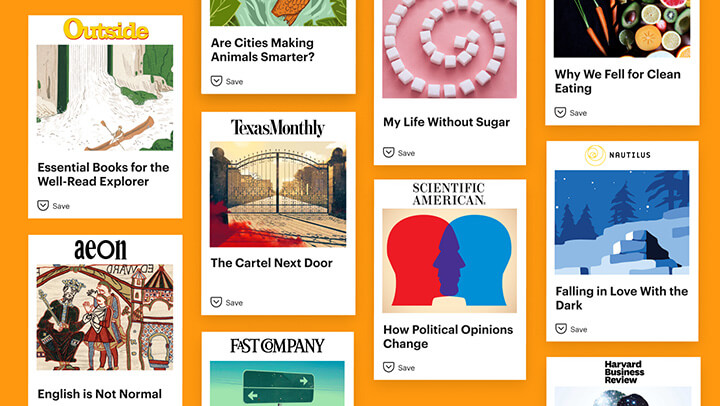 Outside
Essential Books for the
Well-Read Explorer
Save
aeon
EDWARD
English is Not Normal
Are Cities Making
Animals Smarter?
Save
Texas Monthly
The Cartel Next Door
Save
FAST COMPANY
My Life Without Sugar
Save
SCIENTIFIC
AMERICAN.
How Political Opinions
Change
Save
Why We Fell for Clean
Eating
Save
NAUTILUS
Falling in Love With the
Dark
Save
Harvard
Business
Review